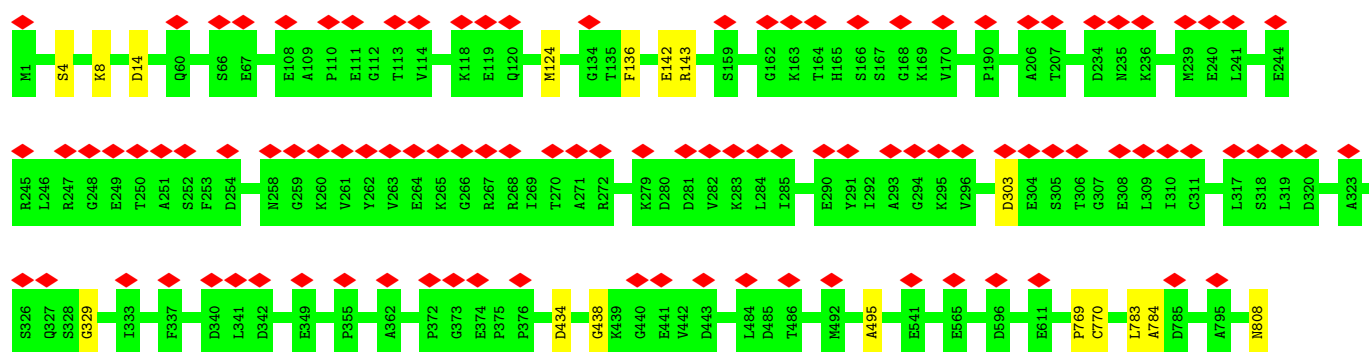 M1 S4 K8 D14 Q60 S66 E67 E108 A109 P110 E111 G112 T113 V114 K118 E119 Q120 M124 G134 T135 F136 E142 R143 S159 G162 K163 T164 H165 S166 S167 G168 K169 V170 P190 A206 T207 D234 N235 K236 M239 E240 L241 E244
R245 L246 R247 G248 E249 T250 A251 S252 F253 D254 N258 G259 K260 V261 Y262 V263 E264 K265 G266 R267 R268 I269 T270 A271 R272 K279 D280 D281 V282 K283 L284 I285 E290 Y291 I292 A293 G294 K295 V296 D303 E304 S305 T306 G307 E308 L309 I310 C311 L317 S318 L319 D320 A323
S326 Q327 S328 G329 I333 F337 D340 L341 D342 E349 P355 A362 P372 G373 E374 P375 P376 D434 G438 K439 G440 E441 V442 D443 L484 D485 T486 M492 A495 E541 E565 D596 E611 P769 C770 L783 A784 D785 A795 N808